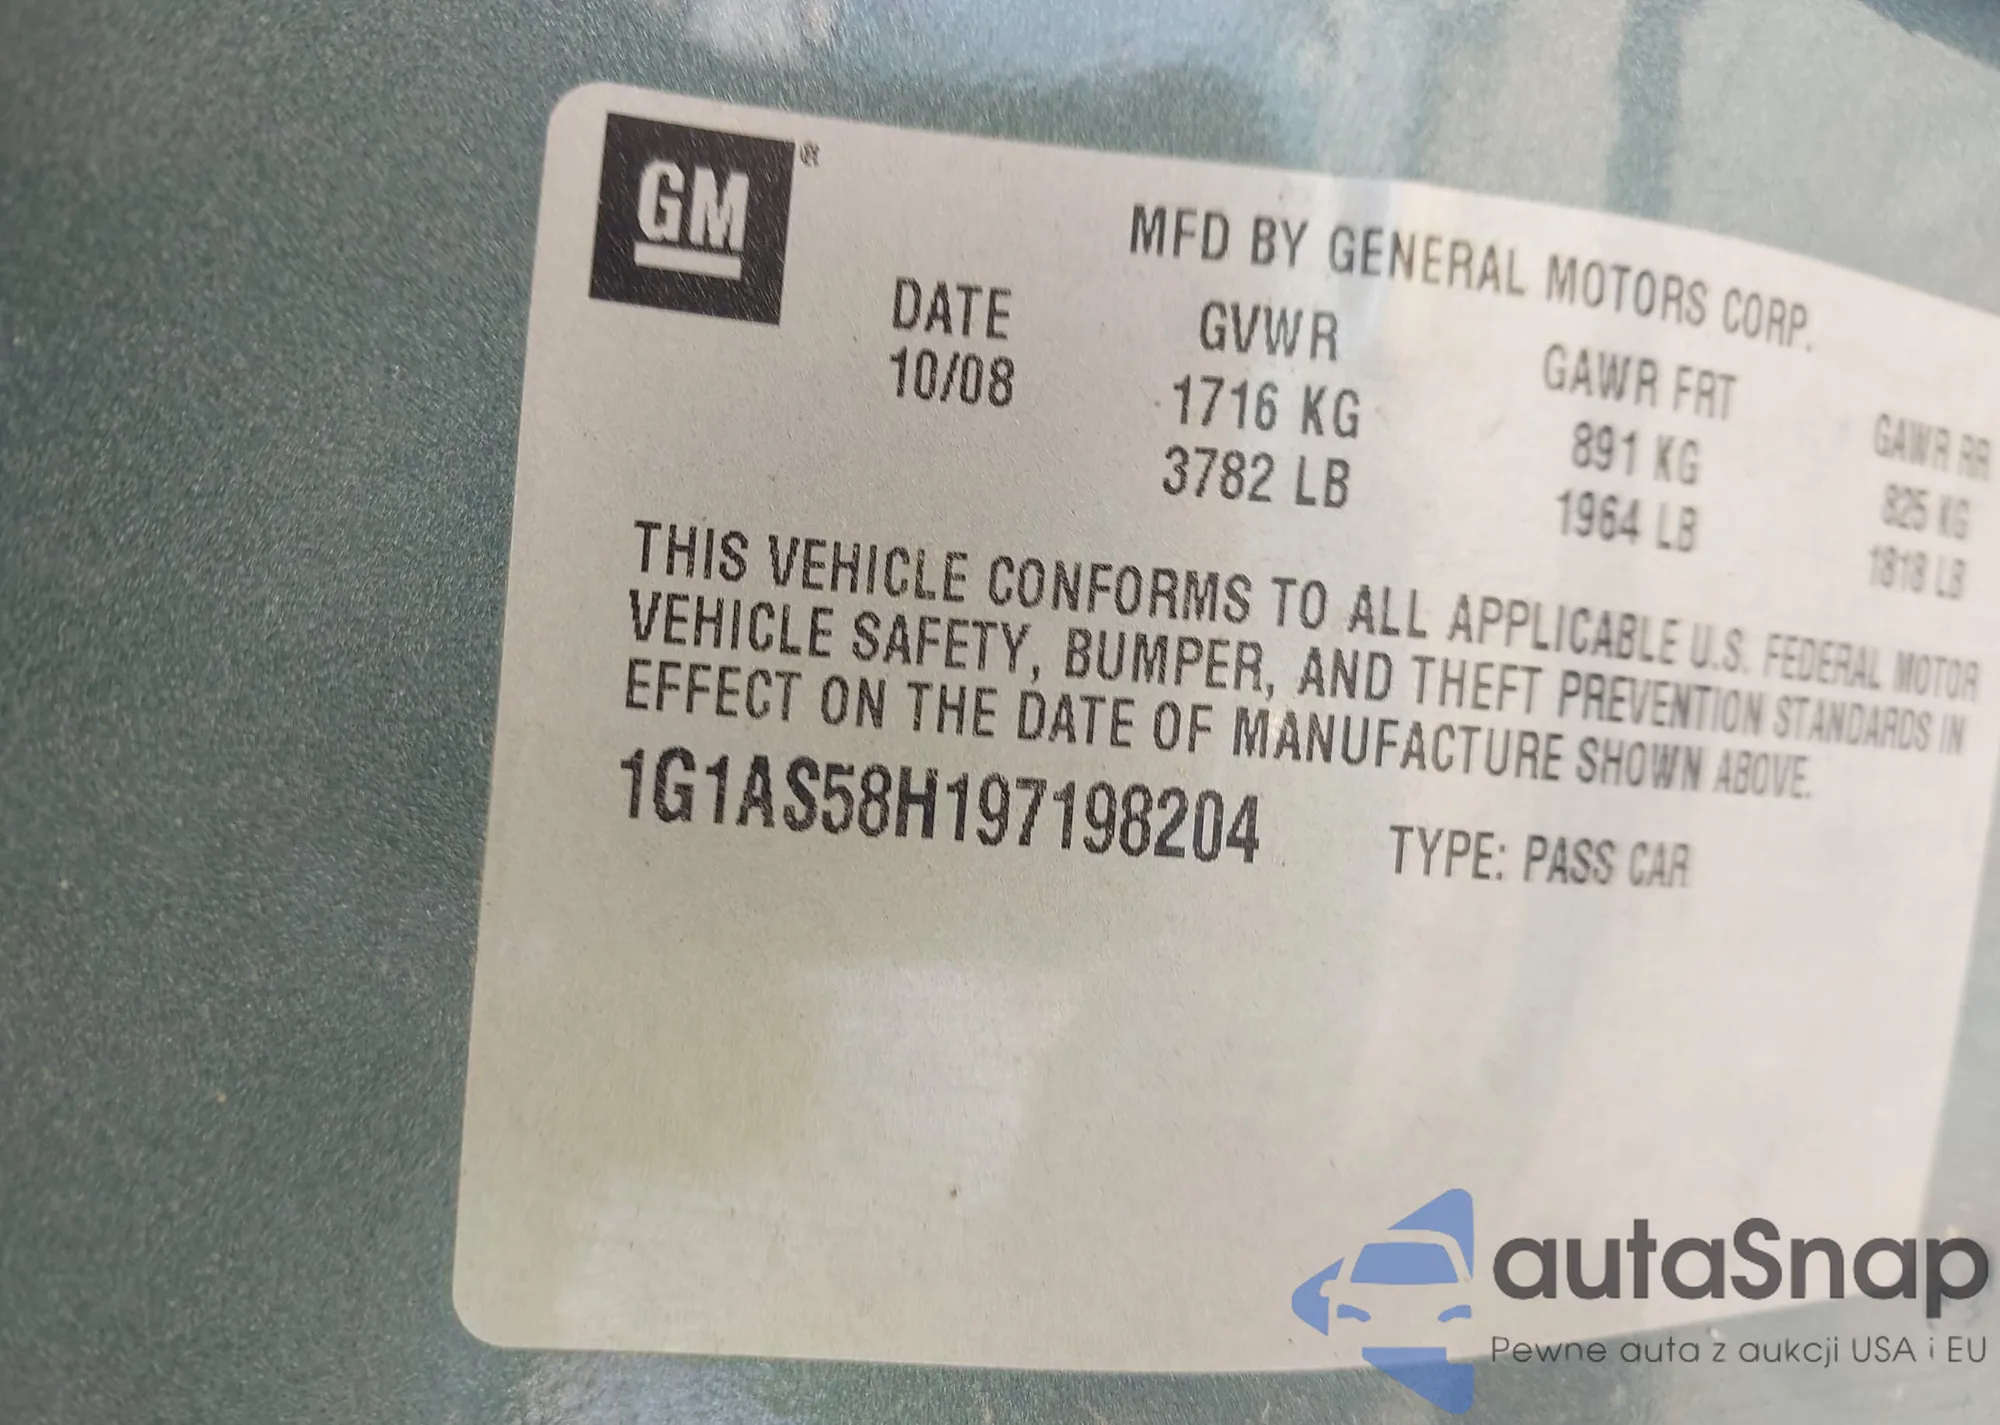 GM®
MFD BY GENERAL MOTORS CORP.
DATE GVWR GAWR FRT GAWR RR
10/08 1716 KG 891 KG 825 KG
3782 LB 1964 LB 1818 LB
THIS VEHICLE CONFORMS TO ALL APPLICABLE U.S. FEDERAL MOTOR
VEHICLE SAFETY, BUMPER, AND THEFT PREVENTION STANDARDS IN
EFFECT ON THE DATE OF MANUFACTURE SHOWN ABOVE.
1G1AS58H197198204 TYPE: PASS CAR
autaSnap
Pewne auta z aukcji USA i EU